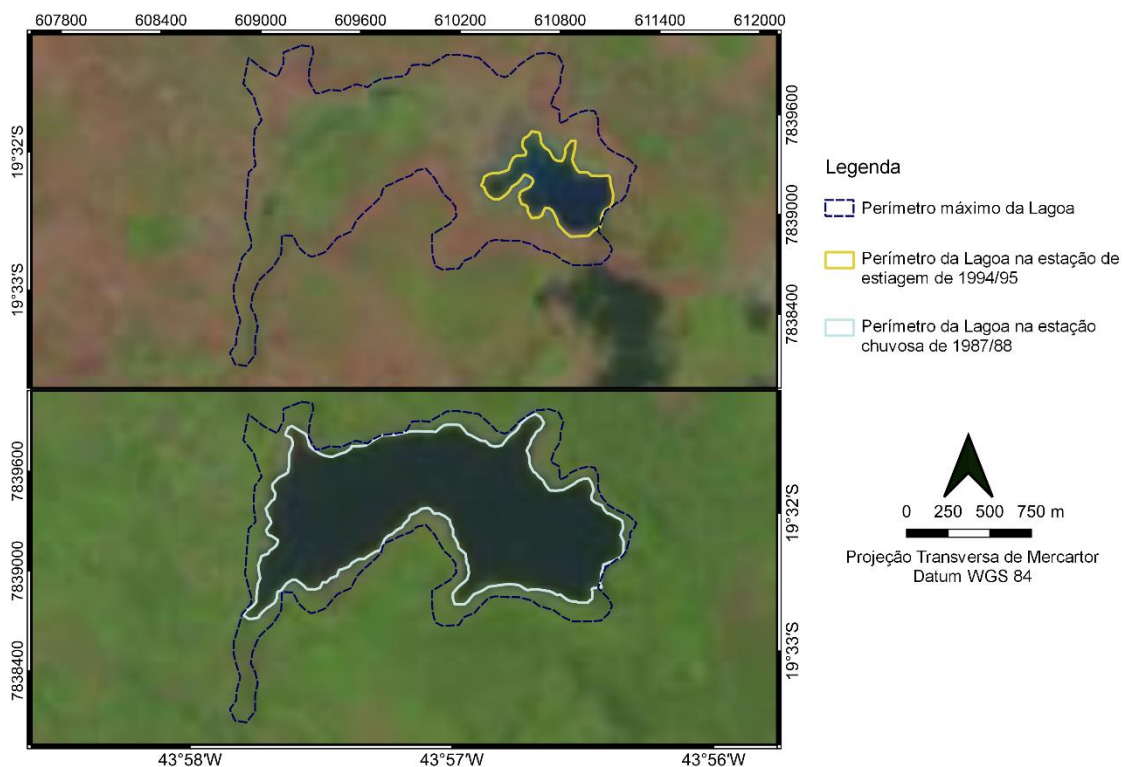 607800 608400 609000 609600 610200 610800 611400 612000
19°32'S
19°33'S
7839600
7839000
7838400
Legenda
Perímetro máximo da Lagoa
Perímetro da Lagoa na estação de
estiagem de 1994/95
Perímetro da Lagoa na estação
chuvosa de 1987/88
7839600
7839000
7838400
19°32'S
19°33'S
0 250 500 750 m
Projeção Transversa de Mercartor
Datum WGS 84
43°58'W 43°57'W 43°56'W